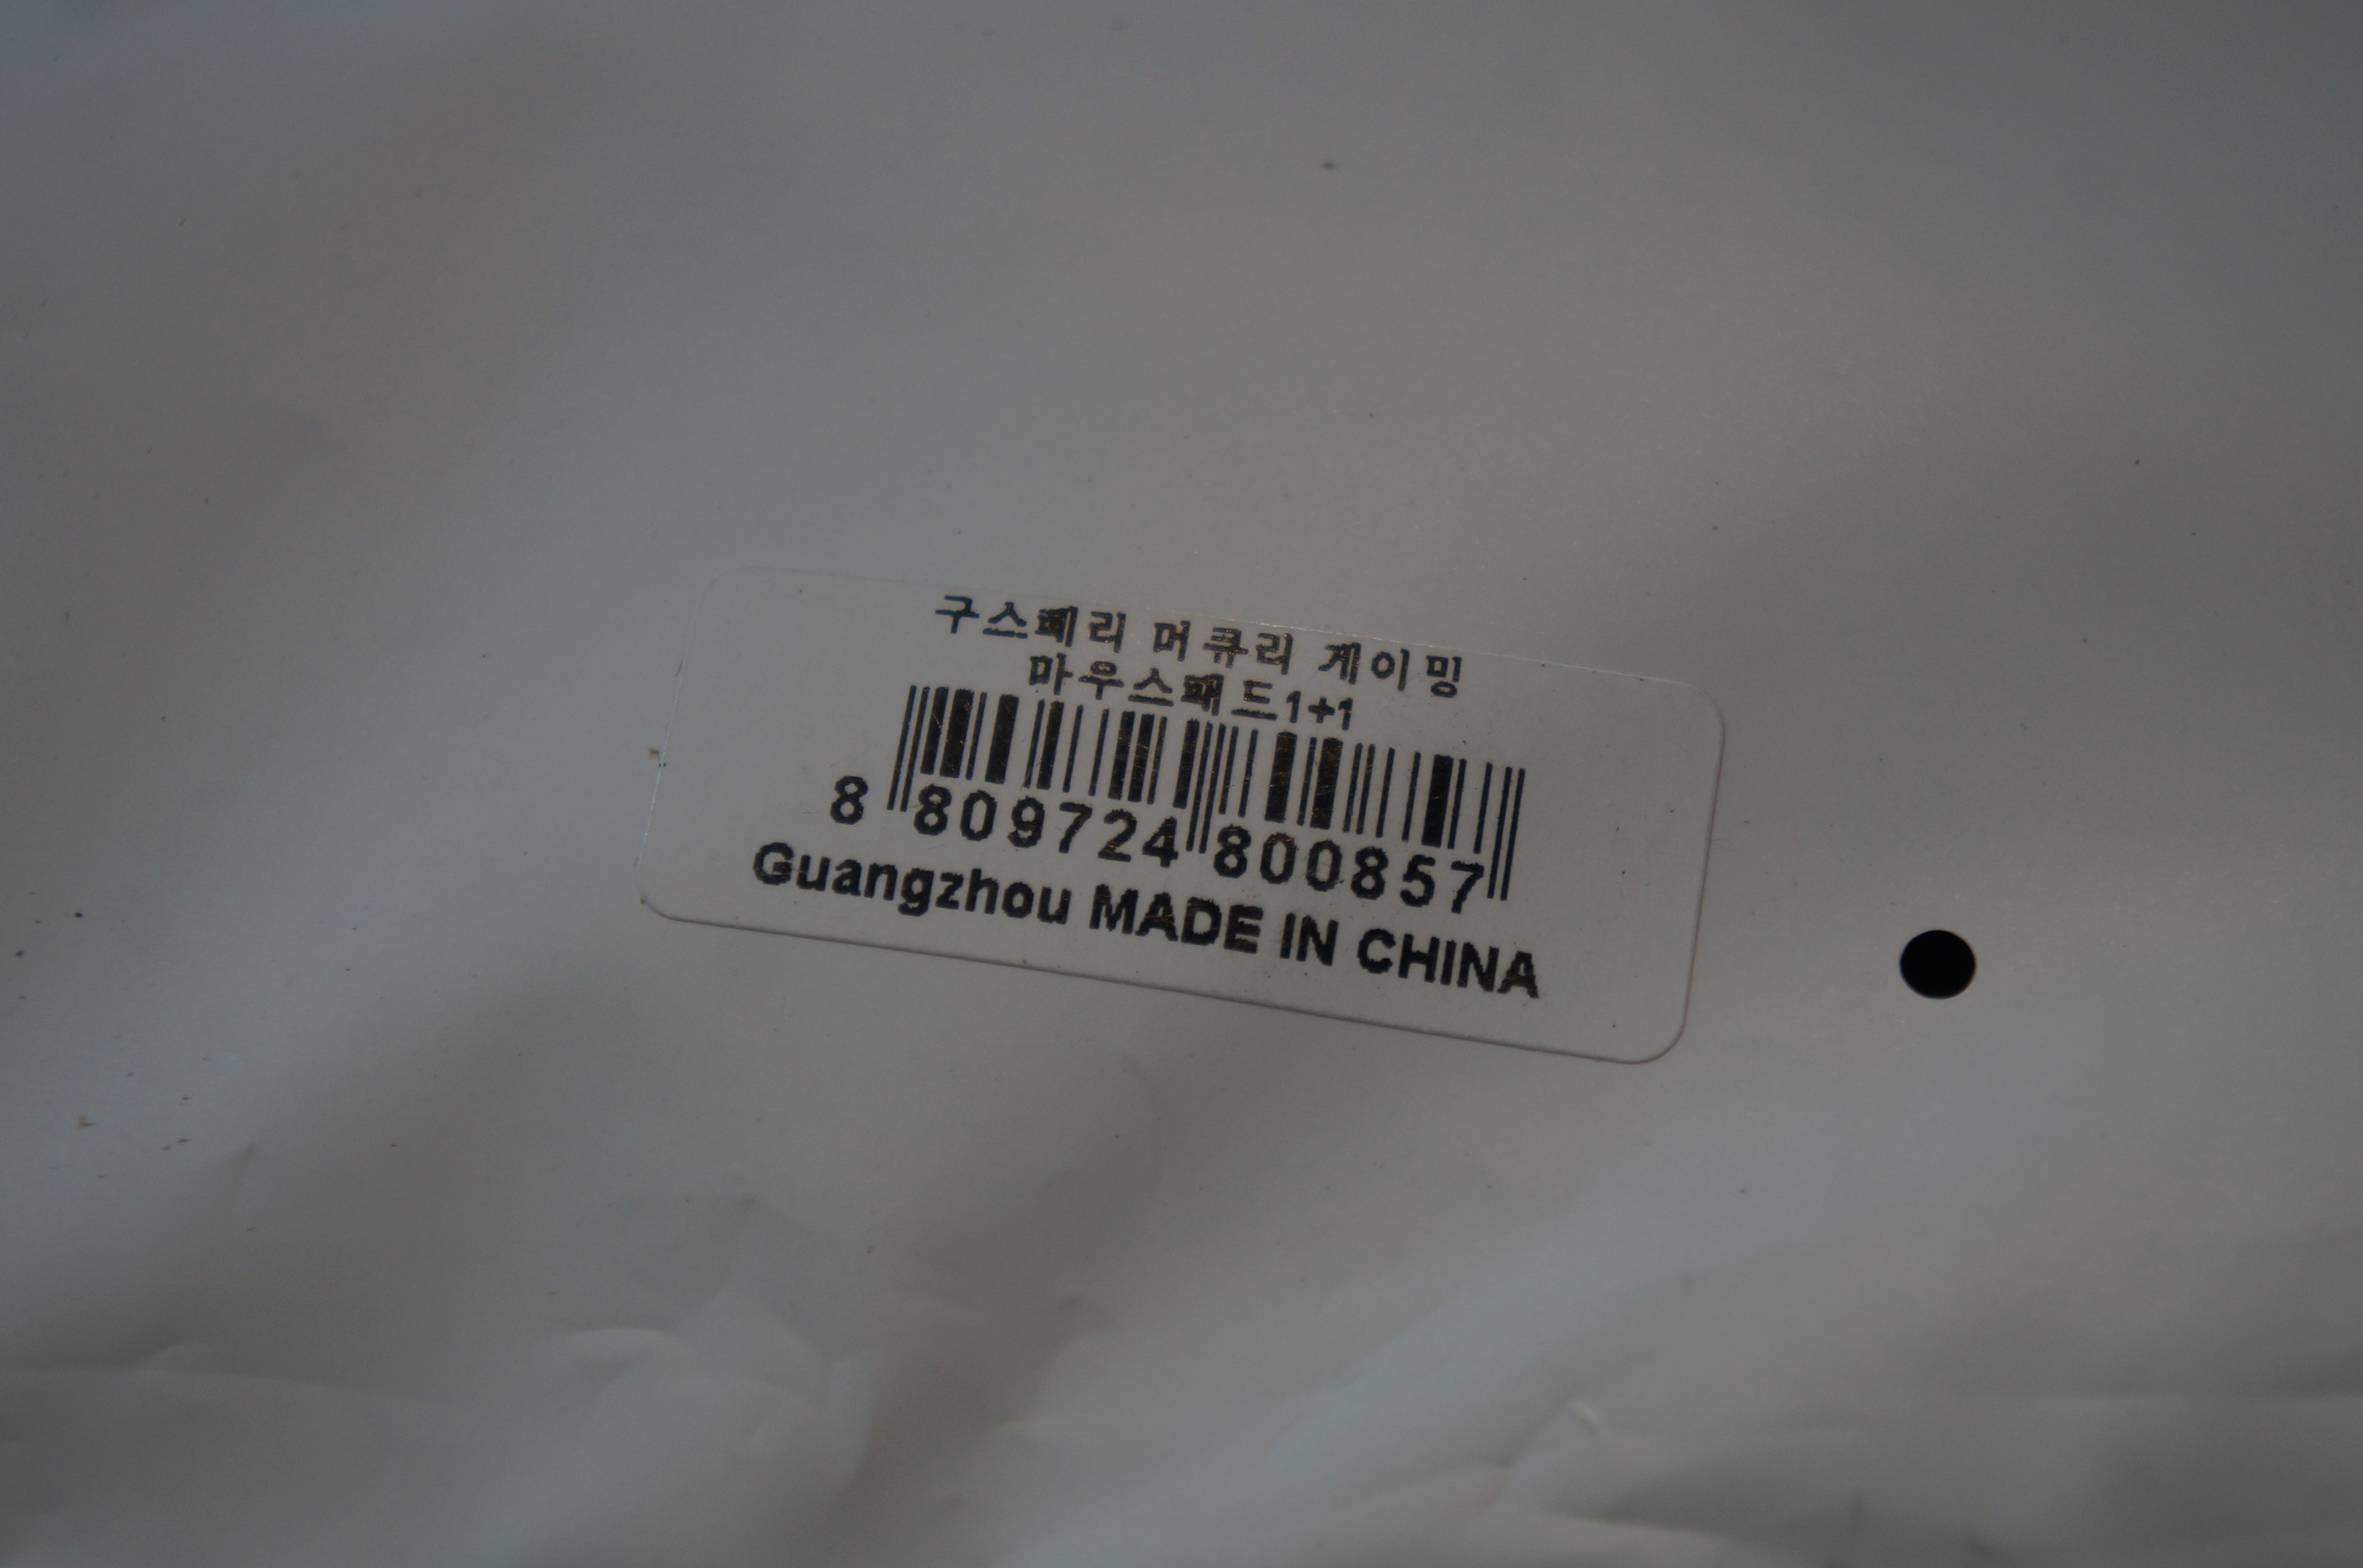 구스페리 머큐리 게이밍
마우스패드1+1
8 809724 800857
Guangzhou MADE IN CHINA